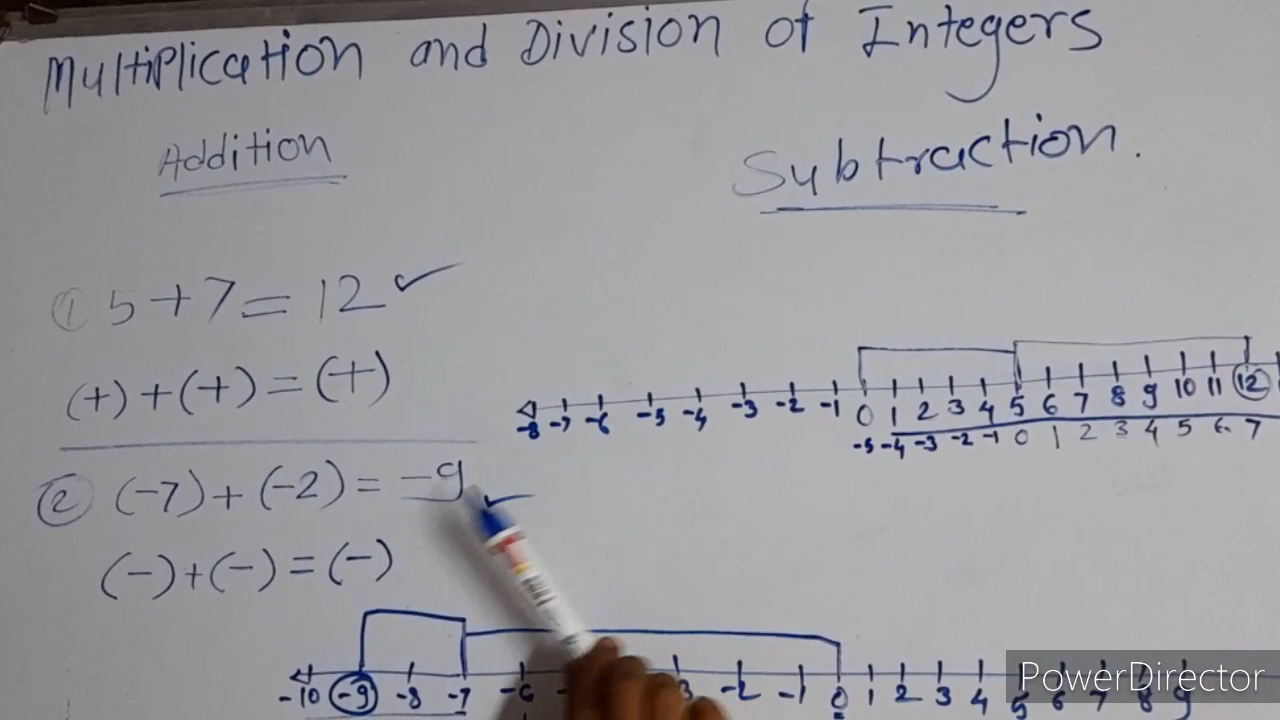 Multiplication and Division of Integers
Addition
Subtraction.
① 5 + 7 = 12 ✓
(+) + (+) = (+)
② (-7) + (-2) = -9 ✓
(-) + (-) = (-)
-8 -7 -6 -5 -4 -3 -2 -1 0 1 2 3 4 5 6 7 8 9 10 11 12
-5 -4 -3 -2 -1 0 1 2 3 4 5 6 7
-10 -9 -8 -7 -6 3 -2 -1 0 1 2 3 4 5 6 7 8 9
PowerDirector